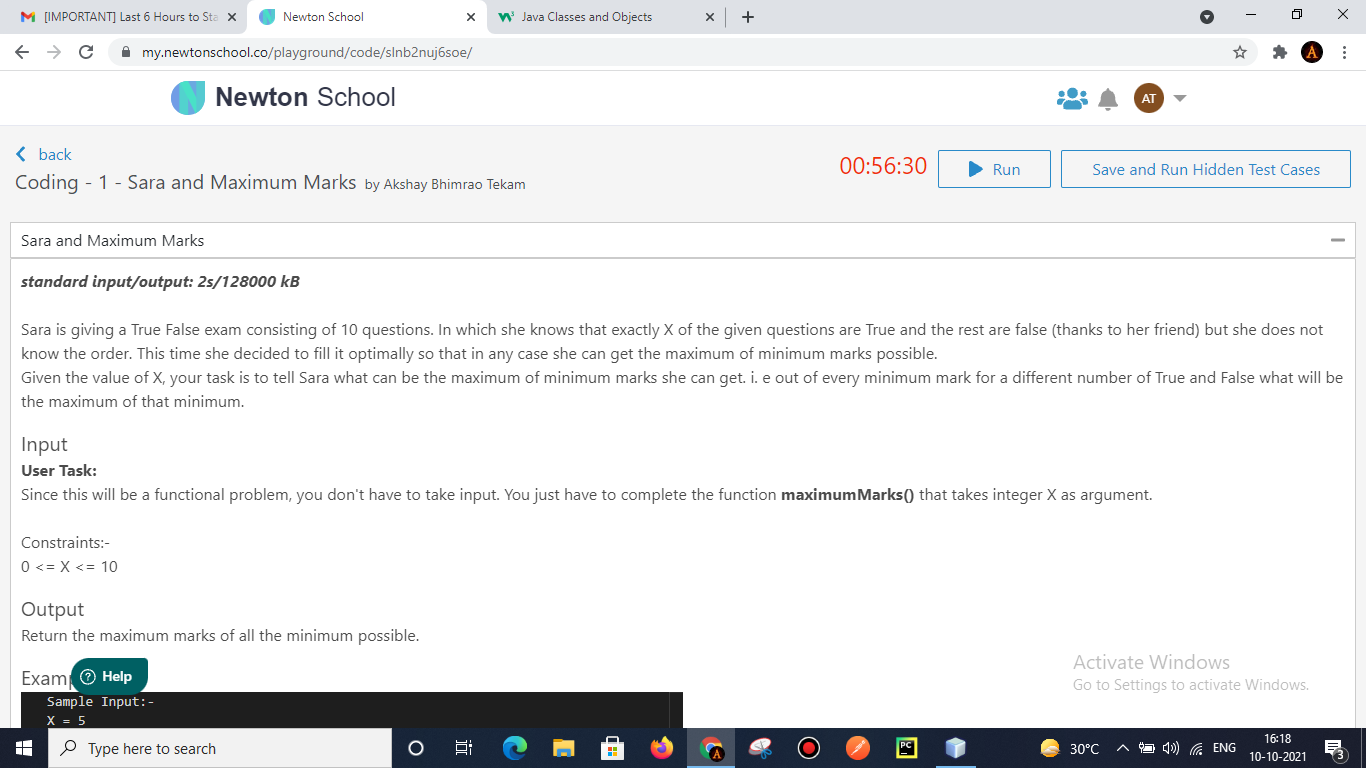 [IMPORTANT] Last 6 Hours to Sta
Newton School
Java Classes and Objects
my.newtonschool.co/playground/code/slnb2nuj6soe/
A
Newton School
AT
back
Coding - 1 - Sara and Maximum Marks by Akshay Bhimrao Tekam
00:56:30
Run
Save and Run Hidden Test Cases
Sara and Maximum Marks
standard input/output: 2s/128000 kB
Sara is giving a True False exam consisting of 10 questions. In which she knows that exactly X of the given questions are True and the rest are false (thanks to her friend) but she does not
know the order. This time she decided to fill it optimally so that in any case she can get the maximum of minimum marks possible.
Given the value of X, your task is to tell Sara what can be the maximum of minimum marks she can get. i. e out of every minimum mark for a different number of True and False what will be
the maximum of that minimum.
Input
User Task:
Since this will be a functional problem, you don't have to take input. You just have to complete the function maximumMarks() that takes integer X as argument.
Constraints:-
0 <= X <= 10
Output
Return the maximum marks of all the minimum possible.
Exam
Help
Sample Input:-
X = 5
Activate Windows
Go to Settings to activate Windows.
Type here to search
A
PC
30°C
ENG
16:18
10-10-2021
3